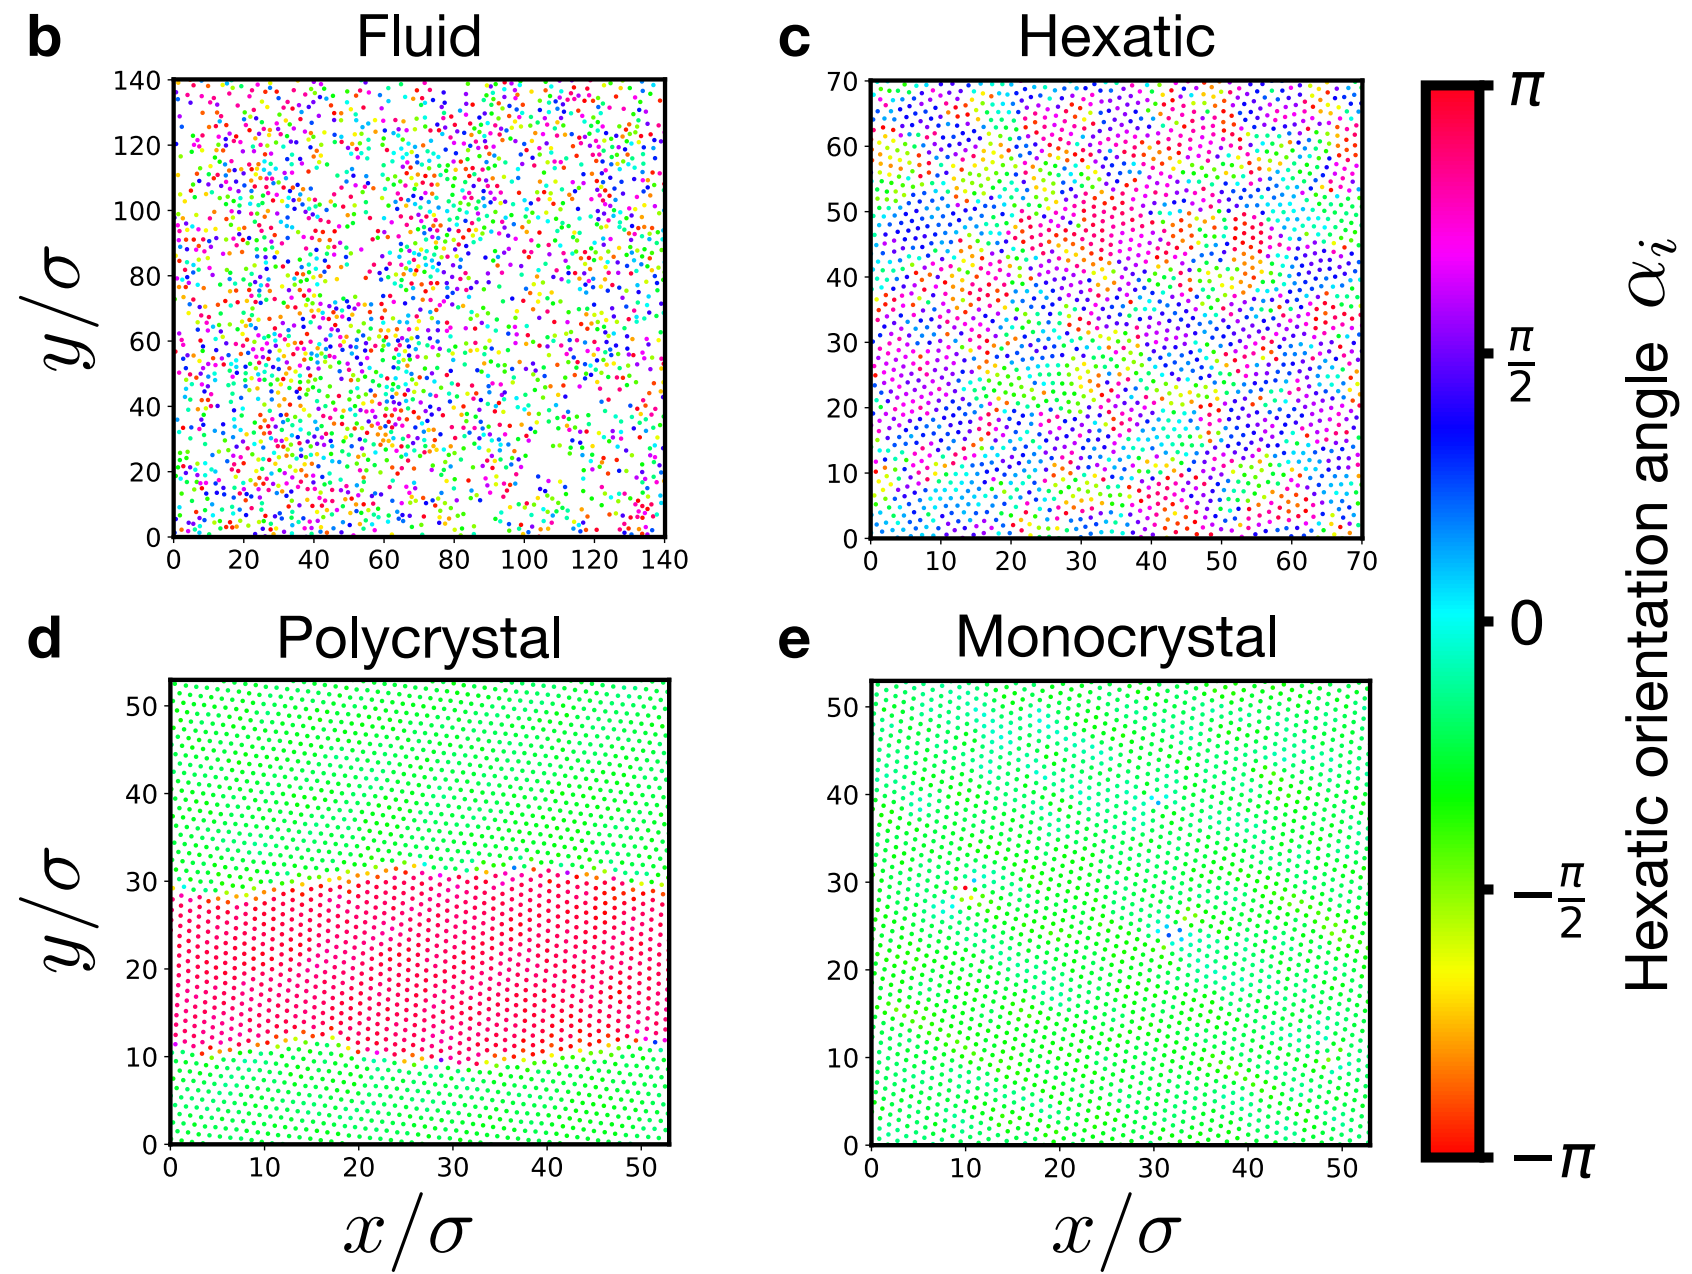 b Fluid
140
120
100
80
60
40
20
0
0 20 40 60 80 100 120 140
y/σ
c Hexatic
70
60
50
40
30
20
10
0
0 10 20 30 40 50 60 70
d Polycrystal
50
40
30
20
10
0
0 10 20 30 40 50
y/σ
x/σ
e Monocrystal
50
40
30
20
10
0
0 10 20 30 40 50
x/σ
π
π/2
0
−π/2
−π
Hexatic orientation angle αᵢ